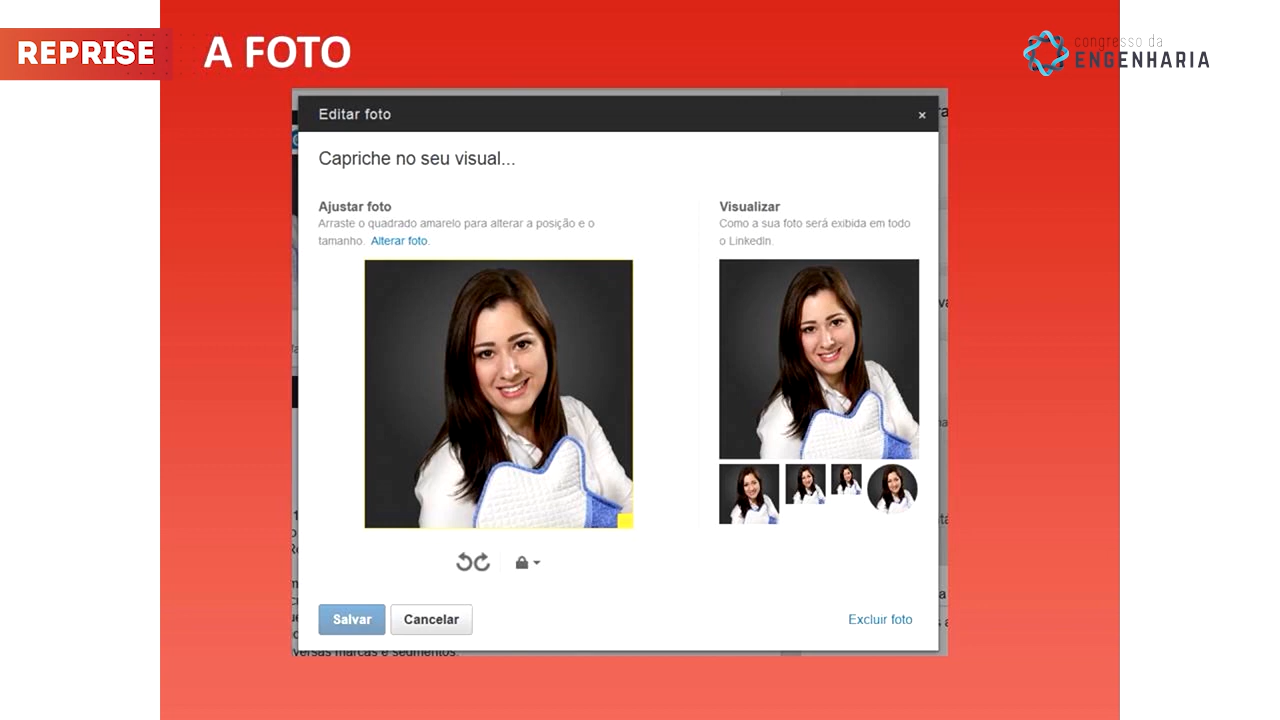 REPRISE
A FOTO
congresso da
ENGENHARIA
Editar foto
×
Capriche no seu visual...
Ajustar foto
Arraste o quadrado amarelo para alterar a posição e o
tamanho. Alterar foto.
Visualizar
Como a sua foto será exibida em todo
o LinkedIn.
Salvar
Cancelar
Excluir foto
versas marcas e segmentos.